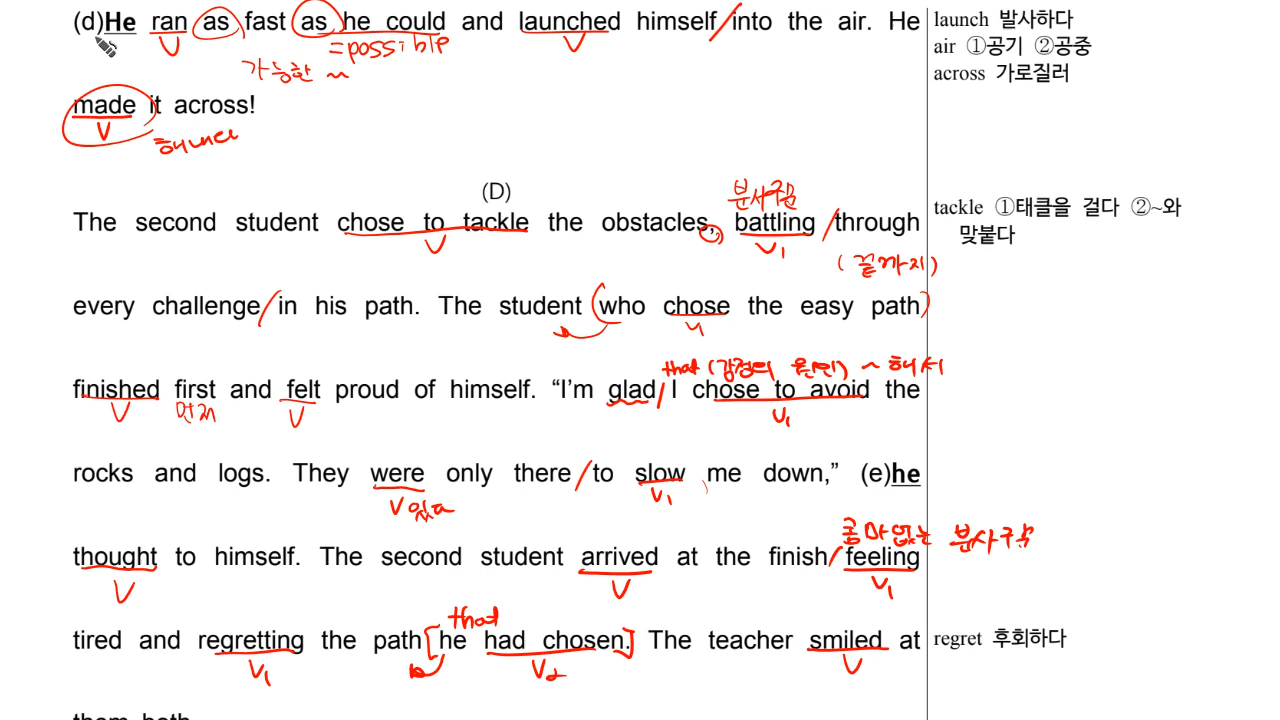 (d)He ran as fast as he could and launched himself into the air. He
launch 발사하다
V
V
=possible
air ①공기 ②공중
가능한 ~
across 가로질러
made it across!
V
해내다
(D)
분사구문
The second student chose to tackle the obstacles, battling through
tackle ①태클을 걸다 ②~와
맞붙다
V
V1
(끝까지)
every challenge in his path. The student who chose the easy path
that (감정의 원인) ~ 해서
finished first and felt proud of himself. “I’m glad I chose to avoid the
V
먼저
V
V1
rocks and logs. They were only there to slow me down,” (e)he
V 있다
V1
콤마없는 분사구문
thought to himself. The second student arrived at the finish feeling
V
V
V1
that
tired and regretting the path he had chosen. The teacher smiled at
regret 후회하다
V1
V2
V
them both.